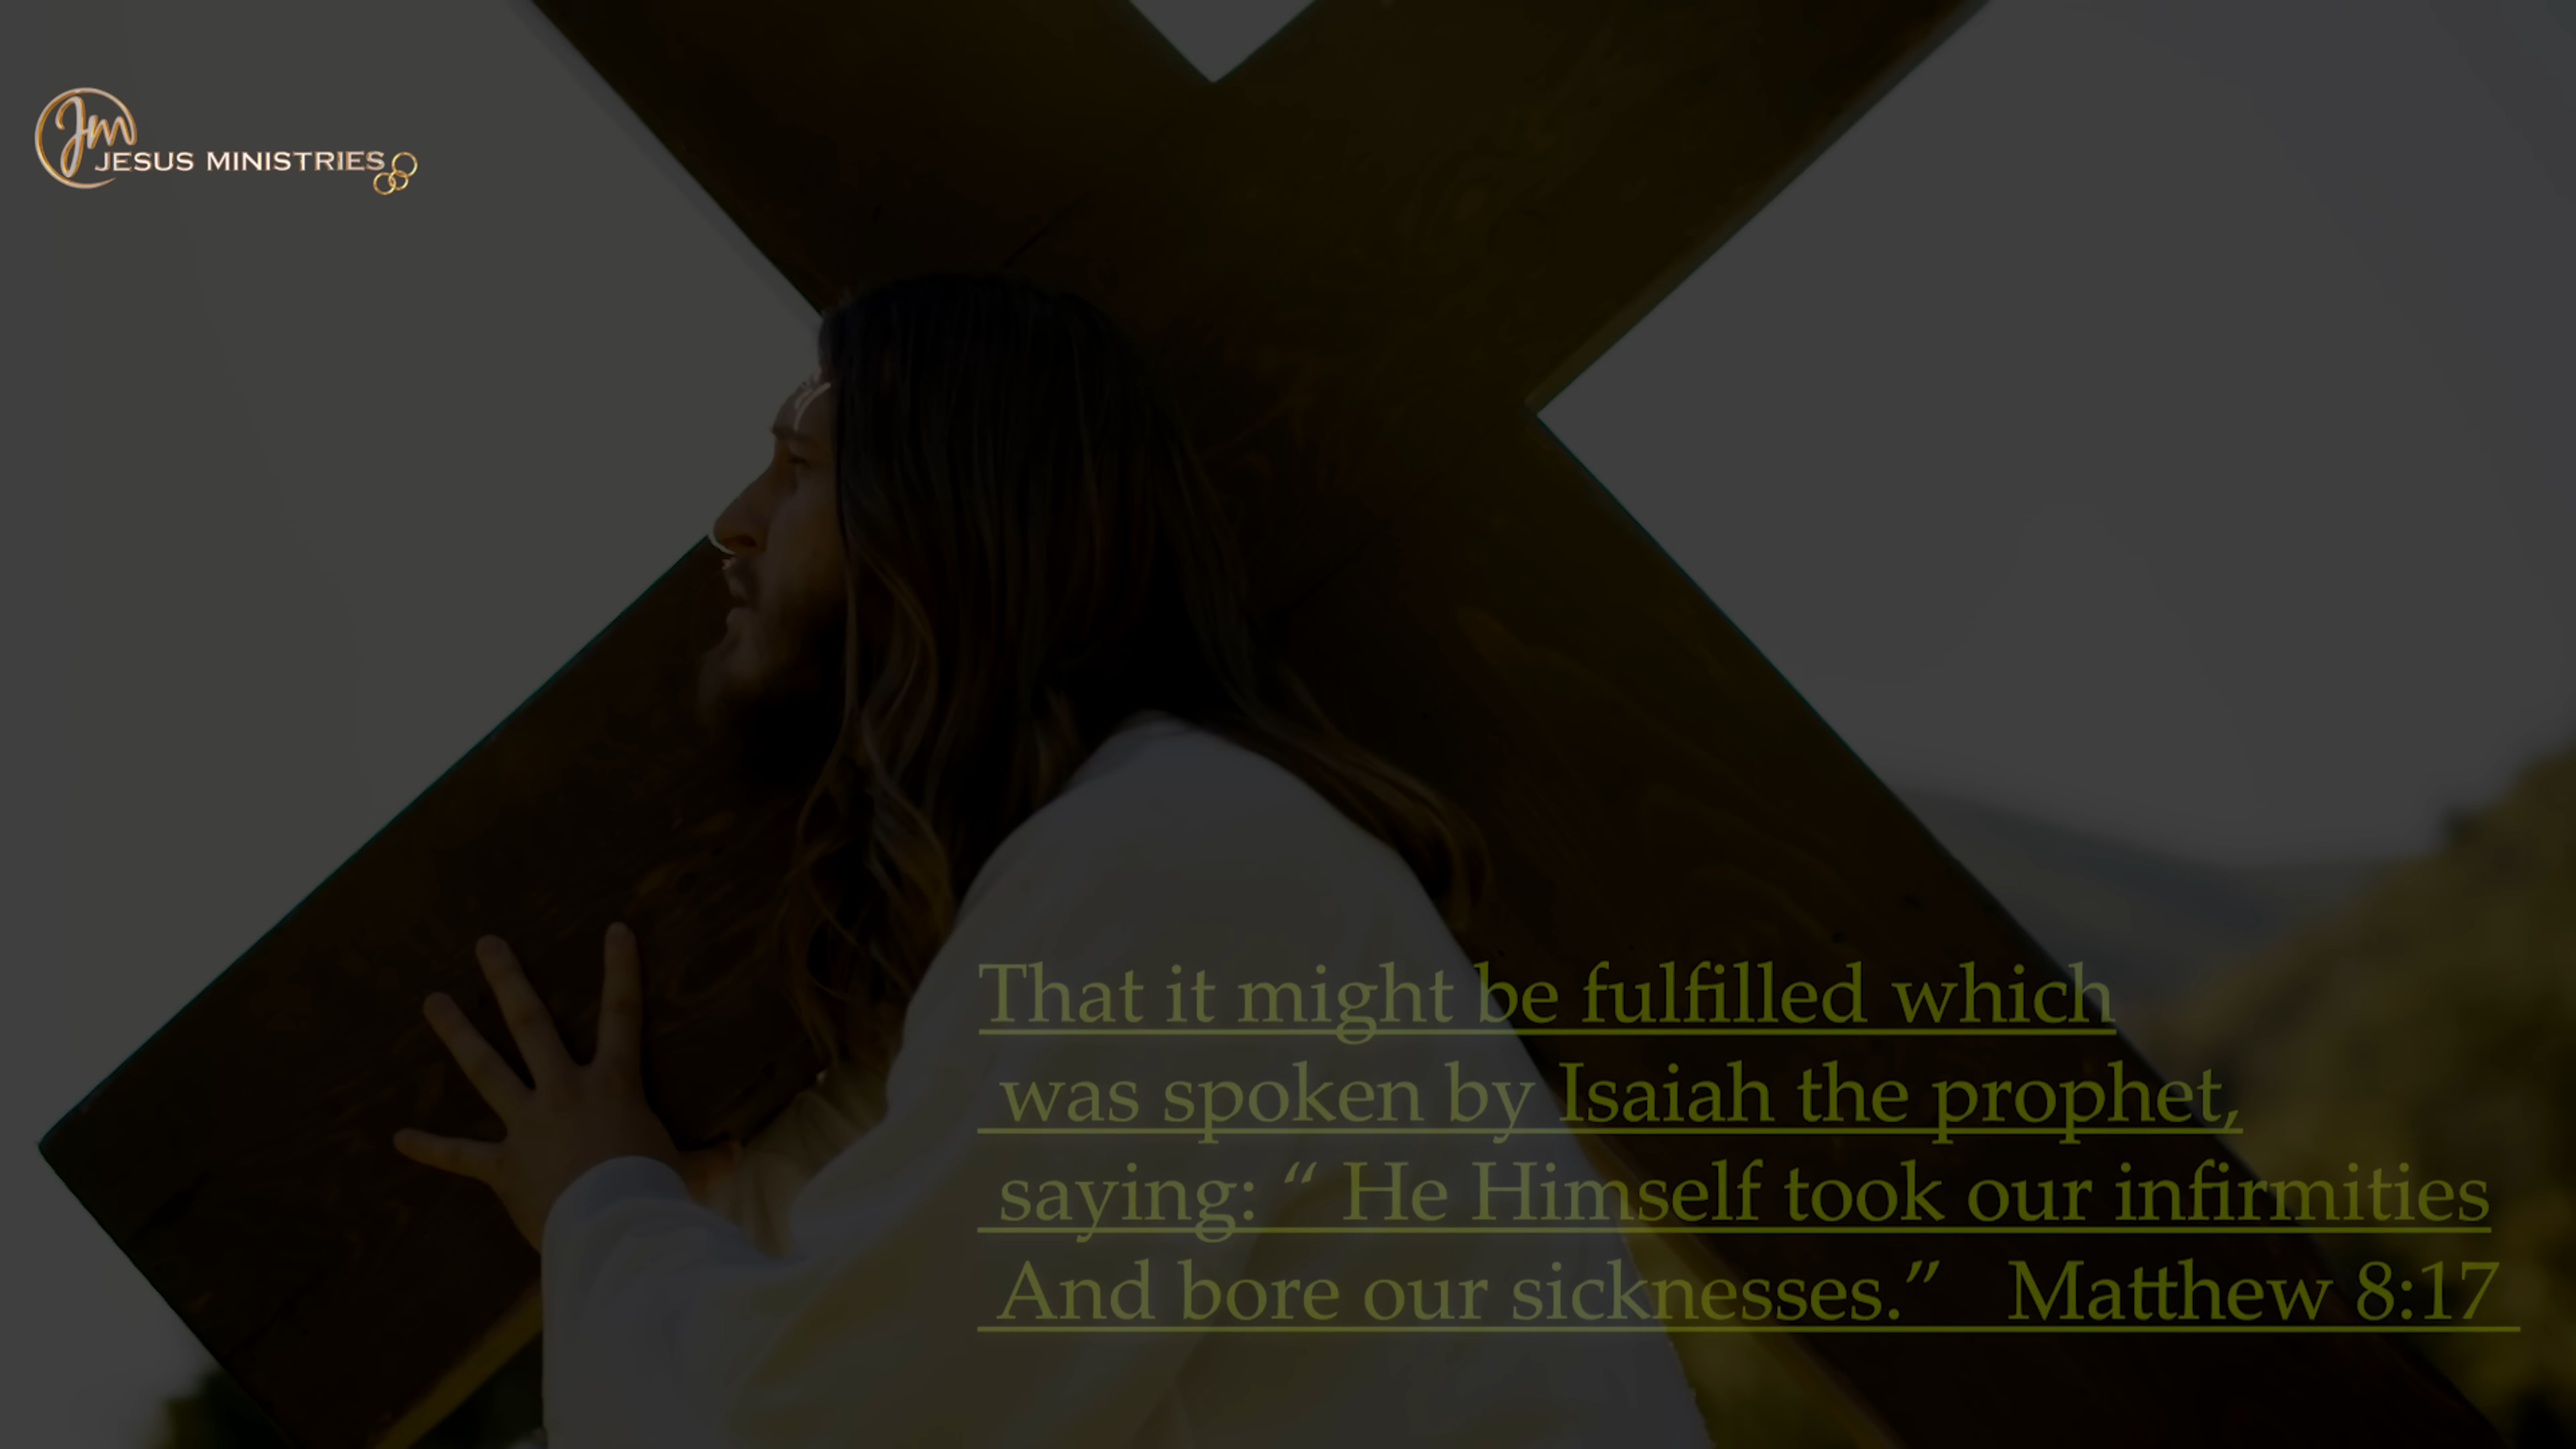 Jm
JESUS MINISTRIES
That it might be fulfilled which
was spoken by Isaiah the prophet,
saying: “ He Himself took our infirmities
And bore our sicknesses.” Matthew 8:17